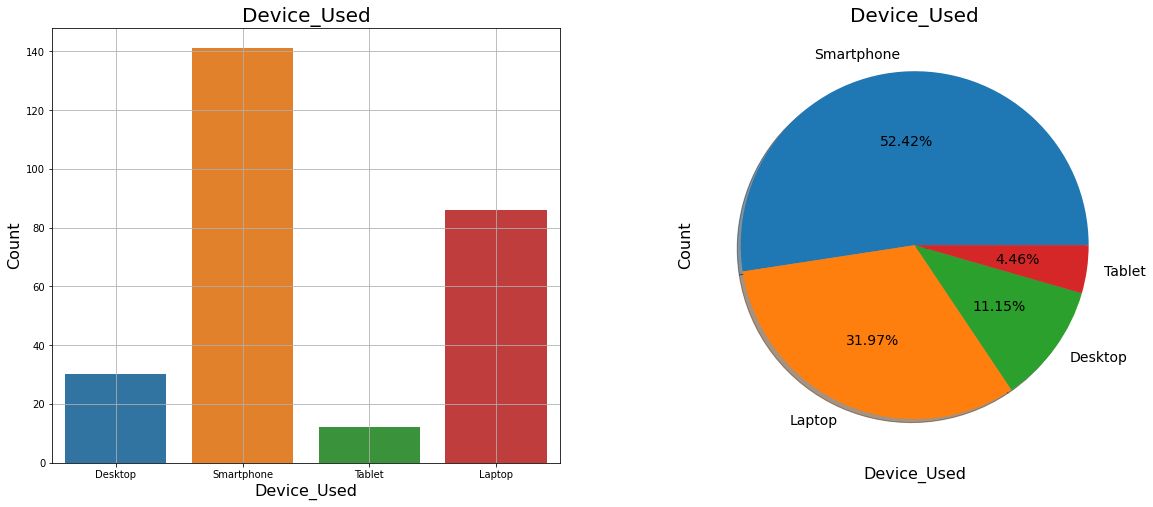 Device_Used
140
120
100
80
60
40
20
0
Count
Desktop Smartphone Tablet Laptop
Device_Used
Device_Used
Smartphone
52.42%
Count
4.46%
Tablet
11.15%
31.97%
Desktop
Laptop
Device_Used